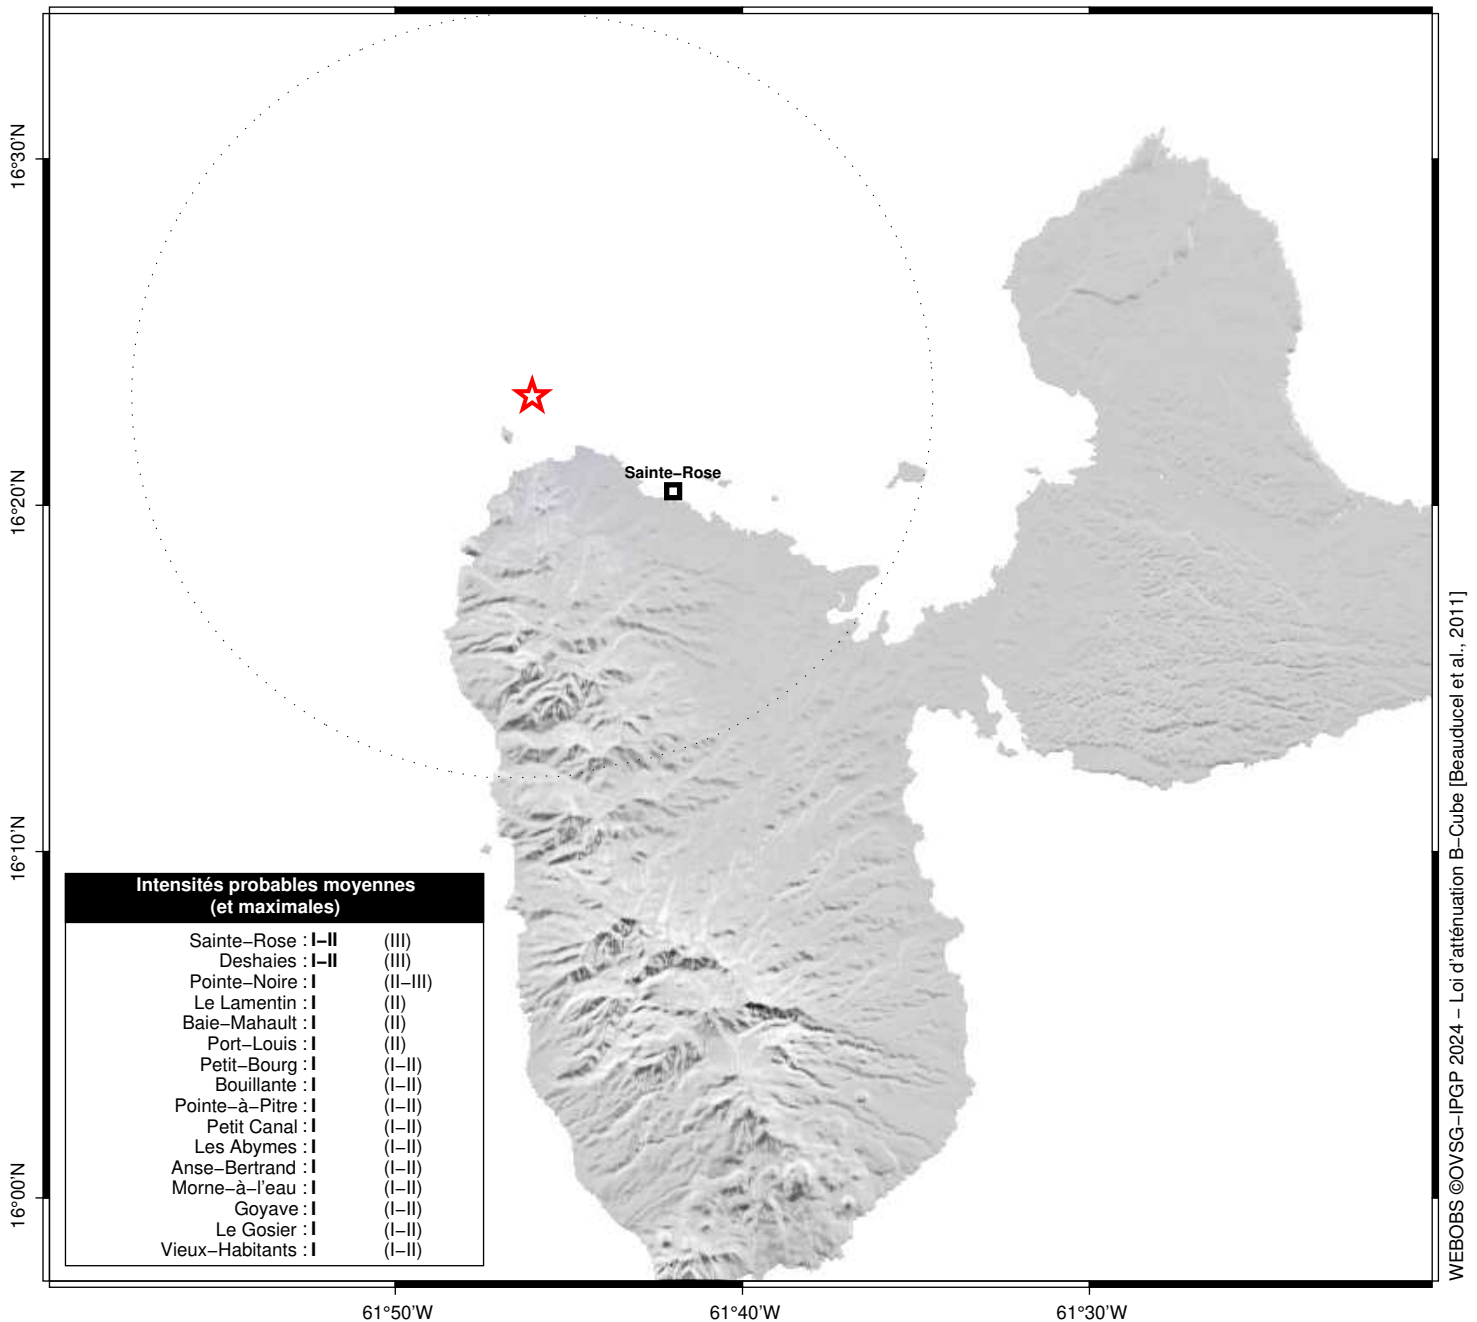 16°30'N
Sainte−Rose
16°20'N
16°10'N
16°00'N
Intensités probables moyennes
(et maximales)
Sainte−Rose : I−II (III)
Deshaies : I−II (III)
Pointe−Noire : I (II−III)
Le Lamentin : I (II)
Baie−Mahault : I (II)
Port−Louis : I (II)
Petit−Bourg : I (I−II)
Bouillante : I (I−II)
Pointe−à−Pitre : I (I−II)
Petit Canal : I (I−II)
Les Abymes : I (I−II)
Anse−Bertrand : I (I−II)
Morne−à−l'eau : I (I−II)
Goyave : I (I−II)
Le Gosier : I (I−II)
Vieux−Habitants : I (I−II)
61°50'W
61°40'W
61°30'W
WEBOBS ©OVSG−IPGP 2024 − Loi d'atténuation B−Cube [Beauducel et al., 2011]